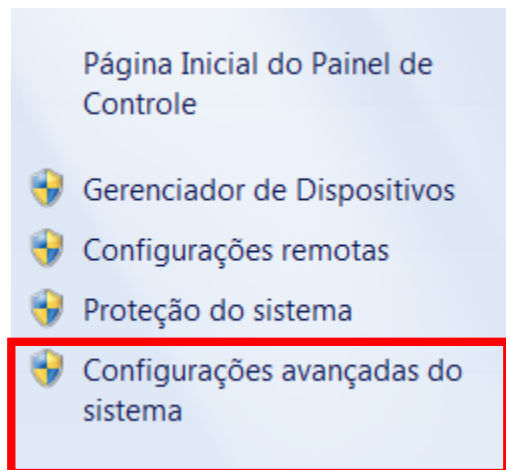 Página Inicial do Painel de
Controle
Gerenciador de Dispositivos
Configurações remotas
Proteção do sistema
Configurações avançadas do
sistema